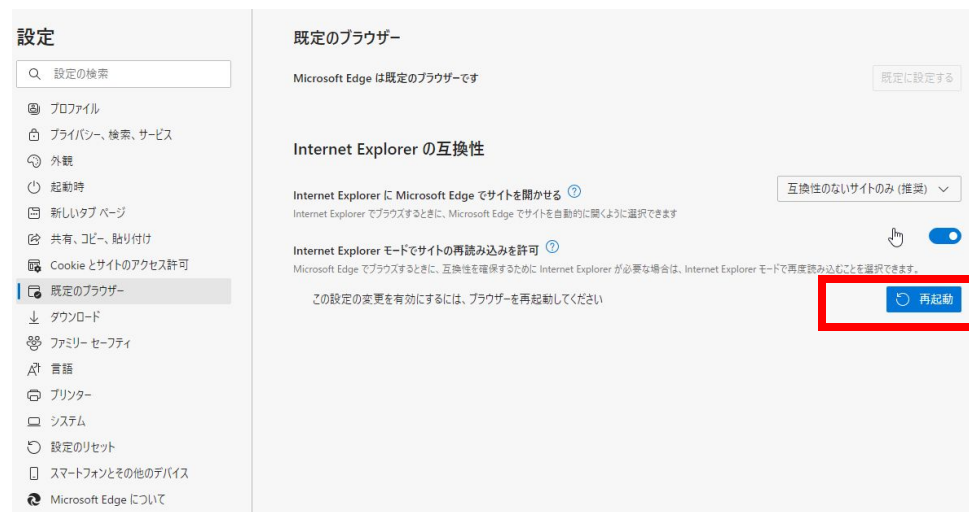 設定
設定の検索
プロファイル
プライバシー、検索、サービス
外観
起動時
新しいタブ ページ
共有、コピー、貼り付け
Cookie とサイトのアクセス許可
既定のブラウザー
ダウンロード
ファミリー セーフティ
言語
プリンター
システム
設定のリセット
スマートフォンとその他のデバイス
Microsoft Edge について
既定のブラウザー
Microsoft Edge は既定のブラウザーです
既定に設定する
Internet Explorer の互換性
Internet Explorer に Microsoft Edge でサイトを開かせる
互換性のないサイトのみ (推奨)
Internet Explorer でブラウズするときに、Microsoft Edge でサイトを自動的に開くように選択できます
Internet Explorer モードでサイトの再読み込みを許可
Microsoft Edge でブラウズするときに、互換性を確保するために Internet Explorer が必要な場合は、Internet Explorer モードで再度読み込むことを選択できます。
この設定の変更を有効にするには、ブラウザーを再起動してください
再起動